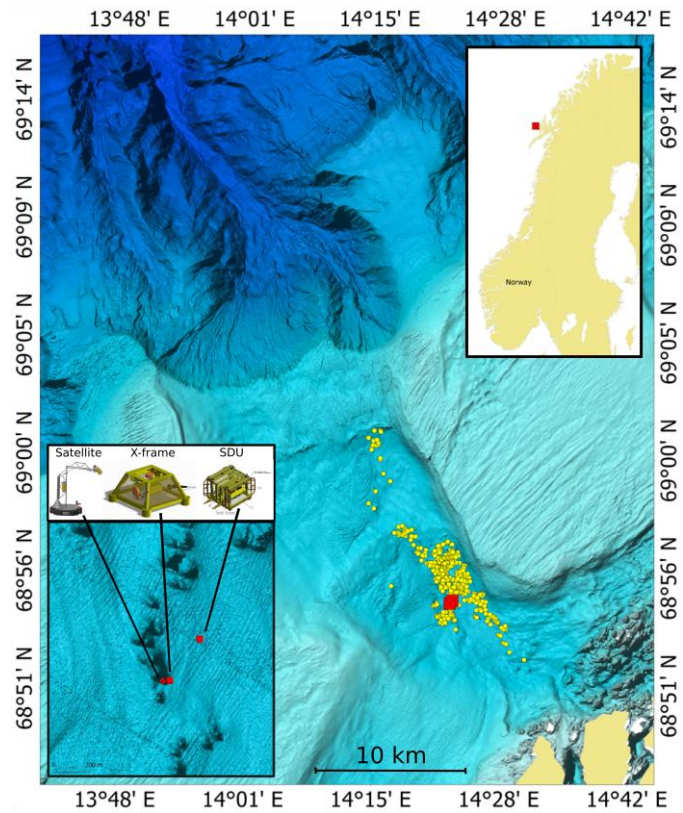 13°48' E 14°01' E 14°15' E 14°28' E 14°42' E
69°14' N
69°14' N
69°09' N
69°09' N
69°05' N
69°05' N
69°00' N
69°00' N
68°56' N
68°56' N
68°51' N
68°51' N
Norway
Satellite X-frame SDU
10 km
13°48' E 14°01' E 14°15' E 14°28' E 14°42' E